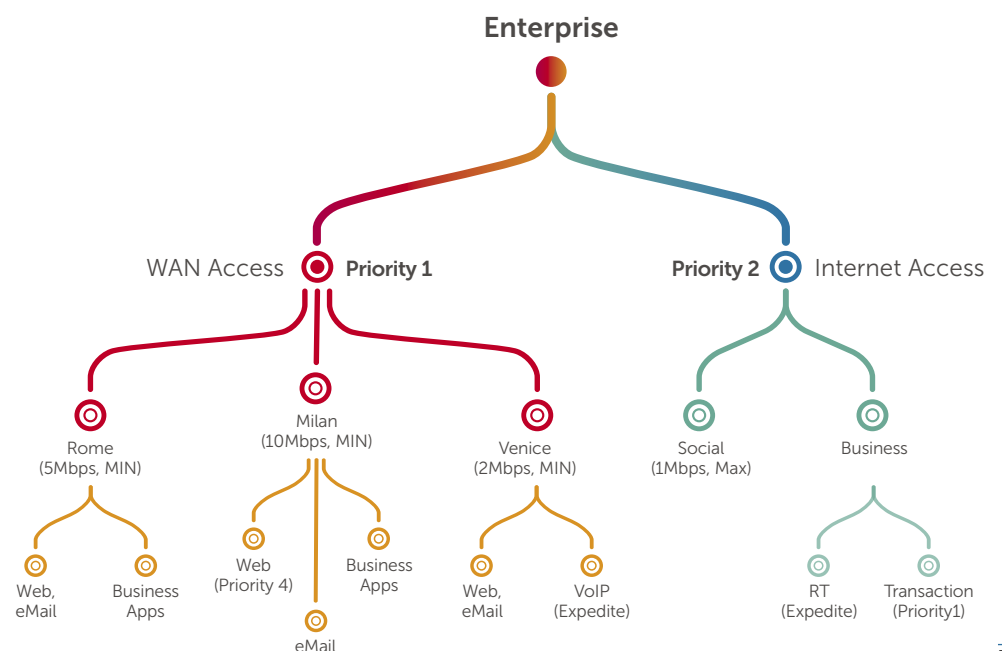 Enterprise
WAN Access
Priority 1
Priority 2
Internet Access
Rome
(5Mbps, MIN)
Milan
(10Mbps, MIN)
Venice
(2Mbps, MIN)
Social
(1Mbps, Max)
Business
Web,
eMail
Business
Apps
Web
(Priority 4)
eMail
Business
Apps
Web,
eMail
VoIP
(Expedite)
RT
(Expedite)
Transaction
(Priority1)